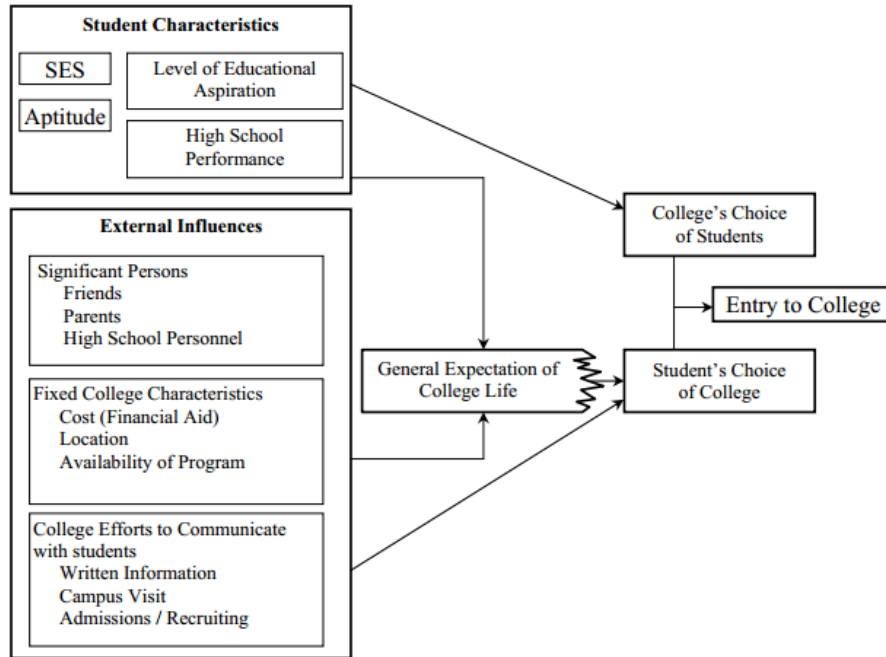 Student Characteristics
SES
Aptitude
Level of Educational
Aspiration
High School
Performance
External Influences
Significant Persons
Friends
Parents
High School Personnel
Fixed College Characteristics
Cost (Financial Aid)
Location
Availability of Program
College Efforts to Communicate
with students
Written Information
Campus Visit
Admissions / Recruiting
General Expectation of
College Life
College's Choice
of Students
Entry to College
Student's Choice
of College